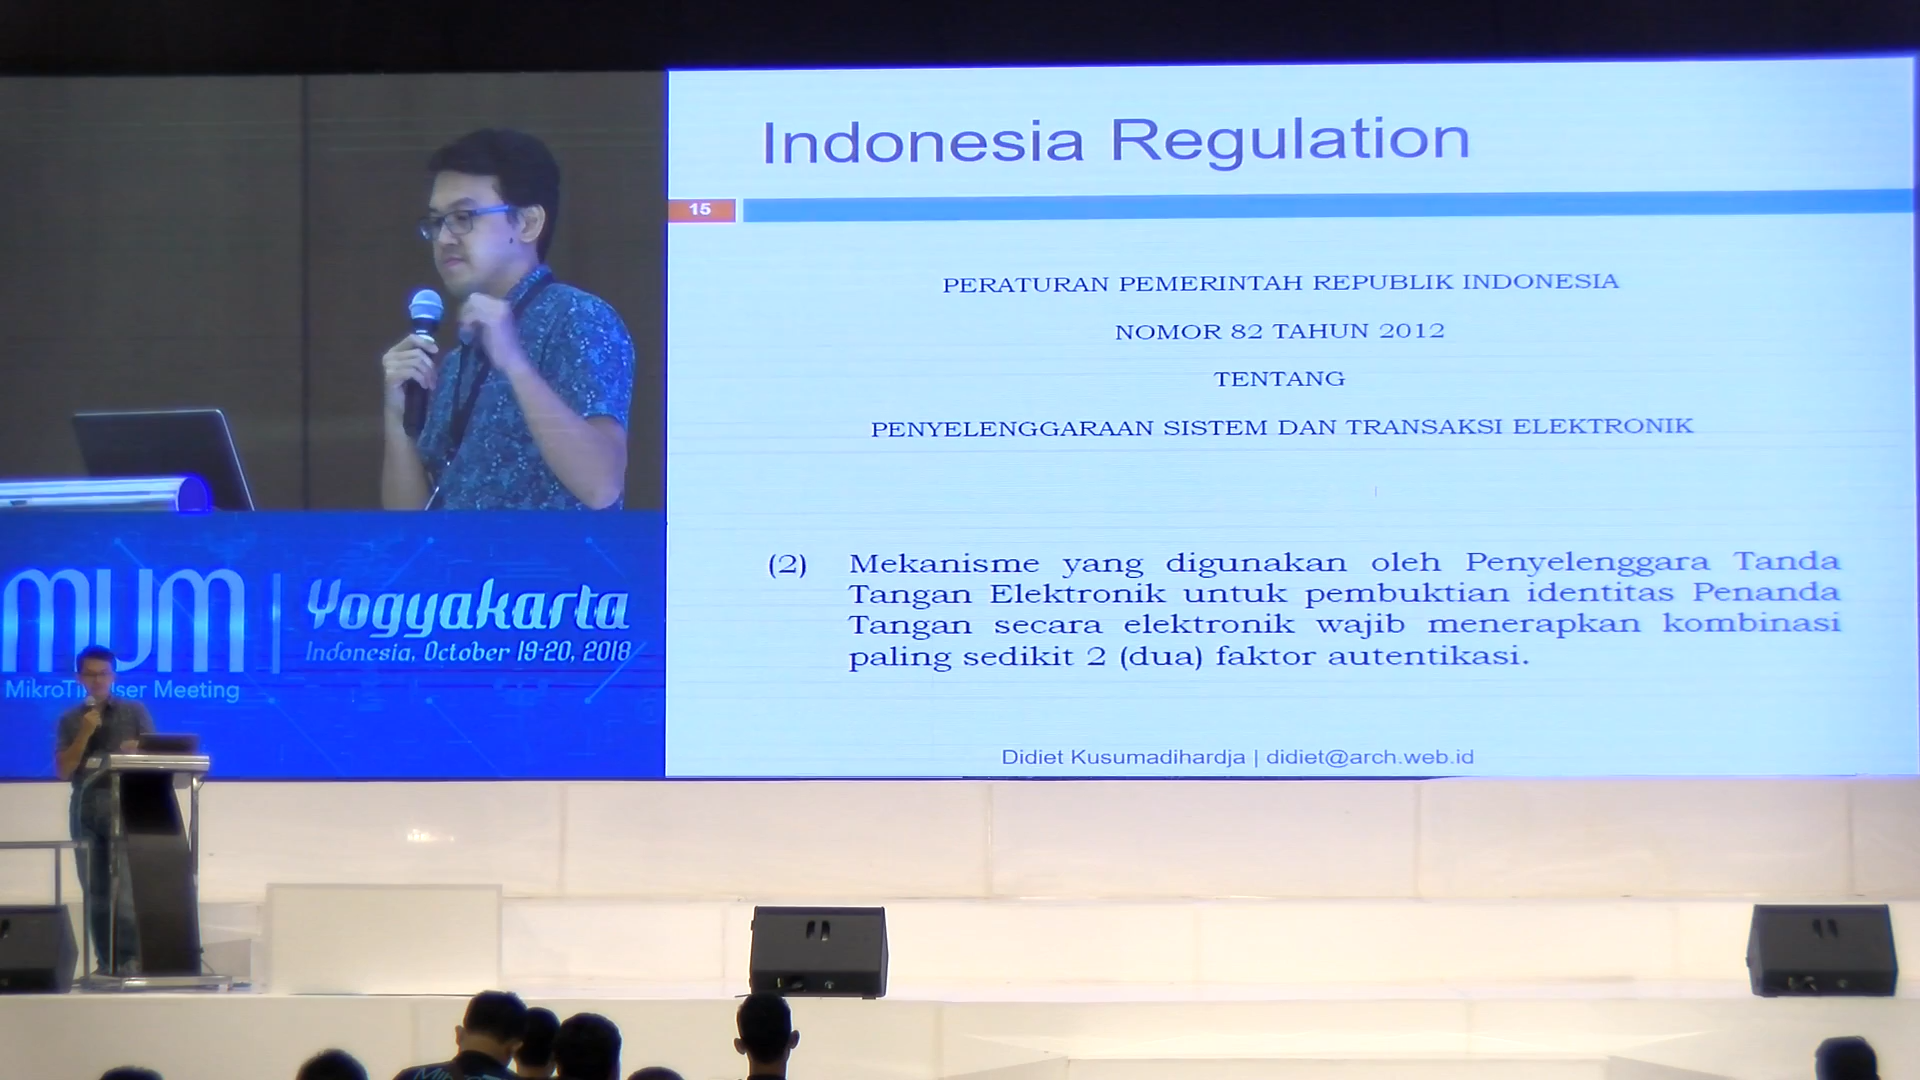 Indonesia Regulation
15
PERATURAN PEMERINTAH REPUBLIK INDONESIA
NOMOR 82 TAHUN 2012
TENTANG
PENYELENGGARAAN SISTEM DAN TRANSAKSI ELEKTRONIK
(2) Mekanisme yang digunakan oleh Penyelenggara Tanda
Tangan Elektronik untuk pembuktian identitas Penanda
Tangan secara elektronik wajib menerapkan kombinasi
paling sedikit 2 (dua) faktor autentikasi.
Didiet Kusumadihardja | didiet@arch.web.id
MUM
Yogyakarta
Indonesia, October 19-20, 2018
Meeting